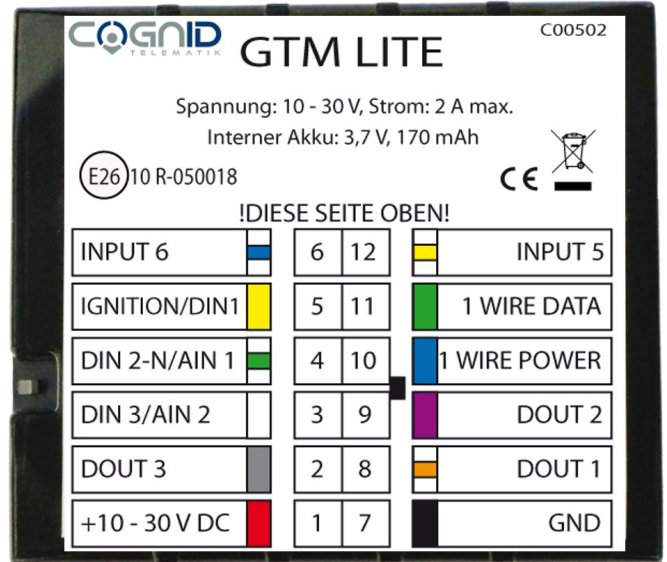 COGNID
TELEMATIK
GTM LITE
C00502
Spannung: 10 - 30 V, Strom: 2 A max.
Interner Akku: 3,7 V, 170 mAh
E26 10 R-050018
CE
!DIESE SEITE OBEN!
INPUT 6 6 12 INPUT 5
IGNITION/DIN1 5 11 1 WIRE DATA
DIN 2-N/AIN 1 4 10 1 WIRE POWER
DIN 3/AIN 2 3 9 DOUT 2
DOUT 3 2 8 DOUT 1
+10 - 30 V DC 1 7 GND